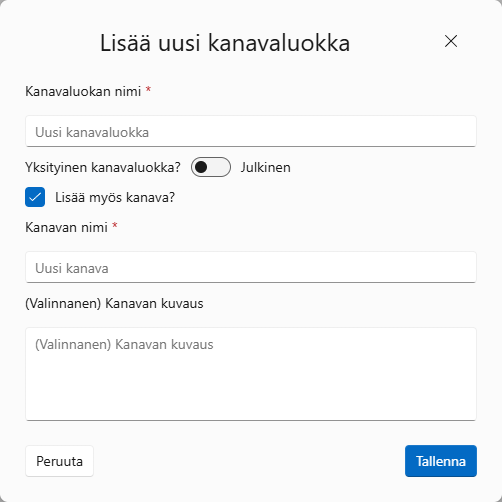 Lisää uusi kanavaluokka
Kanavaluokan nimi *
Uusi kanavaluokka
Yksityinen kanavaluokka? Julkinen
Lisää myös kanava?
Kanavan nimi *
Uusi kanava
(Valinnanen) Kanavan kuvaus
(Valinnanen) Kanavan kuvaus
Peruuta Tallenna